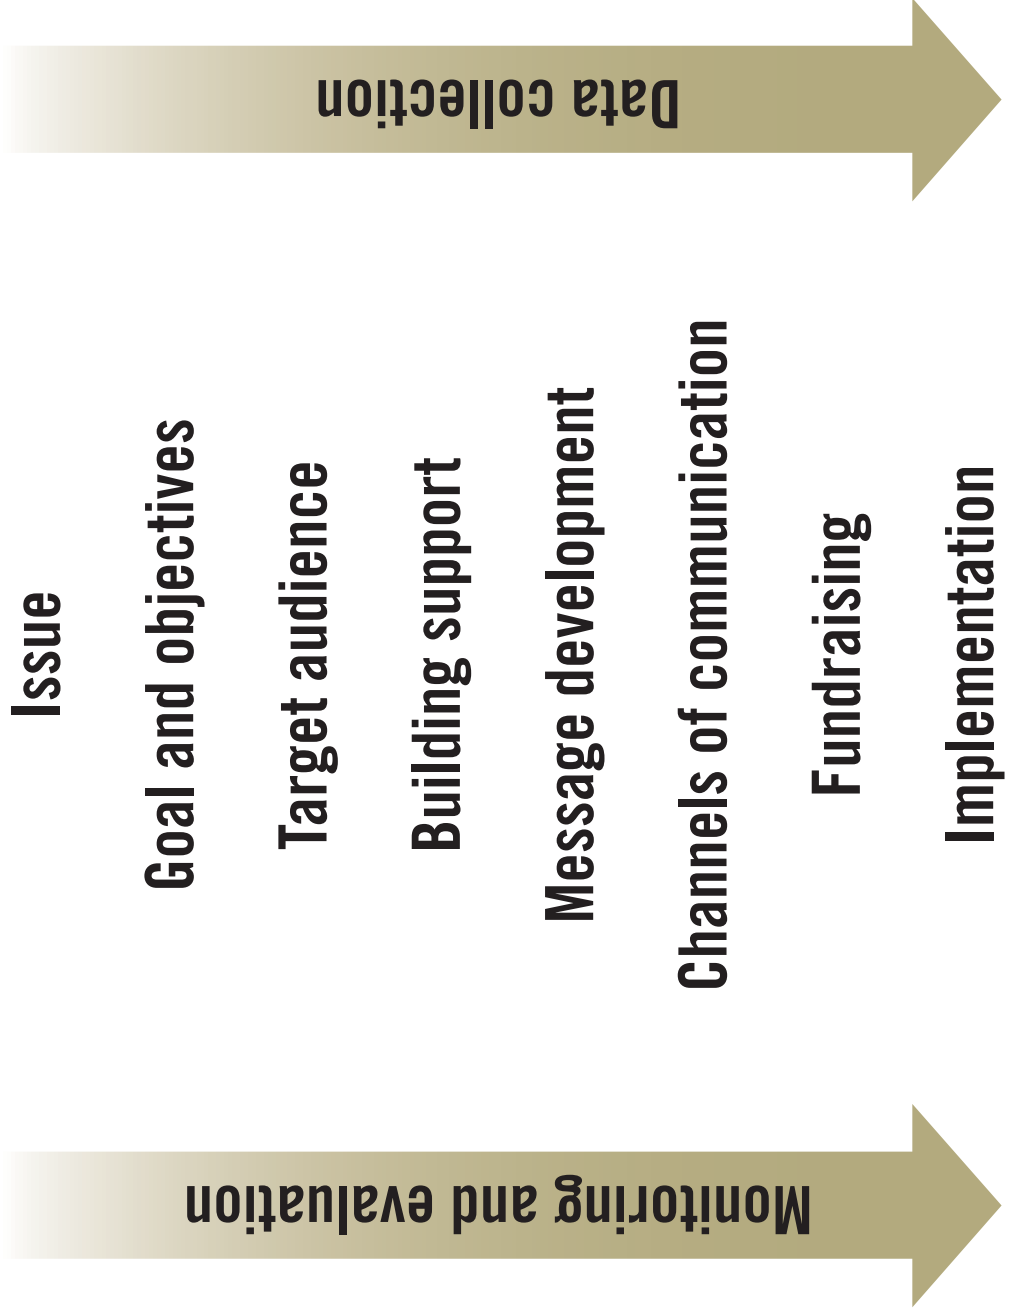 Issue
Goal and objectives
Target audience
Building support
Message development
Channels of communication
Fundraising
Implementation
Monitoring and evaluation
Data collection